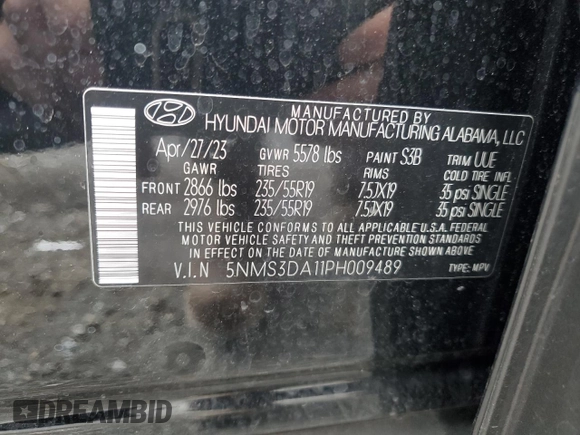 MANUFACTURED BY
HYUNDAI MOTOR MANUFACTURING ALABAMA, LLC
Apr/27/23 GVWR 5578 lbs PAINT S3B TRIM UUE
GAWR TIRES RIMS COLD TIRE INFL
FRONT 2866 lbs 235/55R19 7.5JX19 35 psi SINGLE
REAR 2976 lbs 235/55R19 7.5JX19 35 psi SINGLE
THIS VEHICLE CONFORMS TO ALL APPLICABLE U.S.A. FEDERAL
MOTOR VEHICLE SAFETY AND THEFT PREVENTION STANDARDS
IN EFFECT ON THE DATE OF MANUFACTURE SHOWN ABOVE
V.I.N 5NMS3DA11PH009489 TYPE: MPV
DREAMBID